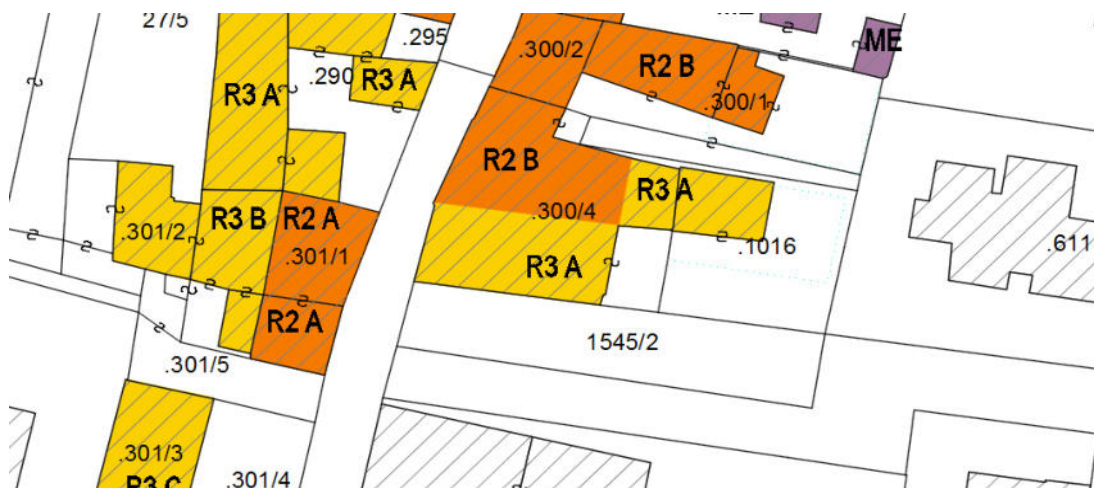 27/5
.295
.300/2
ME
R2 B
.290
R3 A
R3 A
.300/1
R2 B
R3 A
R3 B
R2 A
.300/4
.301/2
.301/1
.1016
.611
R3 A
R2 A
1545/2
.301/5
.301/3
.301/4
R3 C